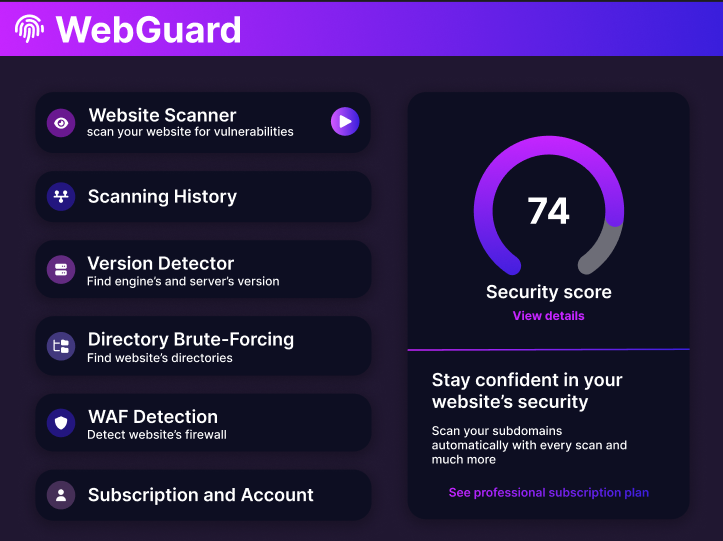 WebGuard
Website Scanner
scan your website for vulnerabilities
Scanning History
Version Detector
Find engine's and server's version
Directory Brute-Forcing
Find website's directories
WAF Detection
Detect website's firewall
Subscription and Account
74
Security score
View details
Stay confident in your
website's security
Scan your subdomains
automatically with every scan and
much more
See professional subscription plan